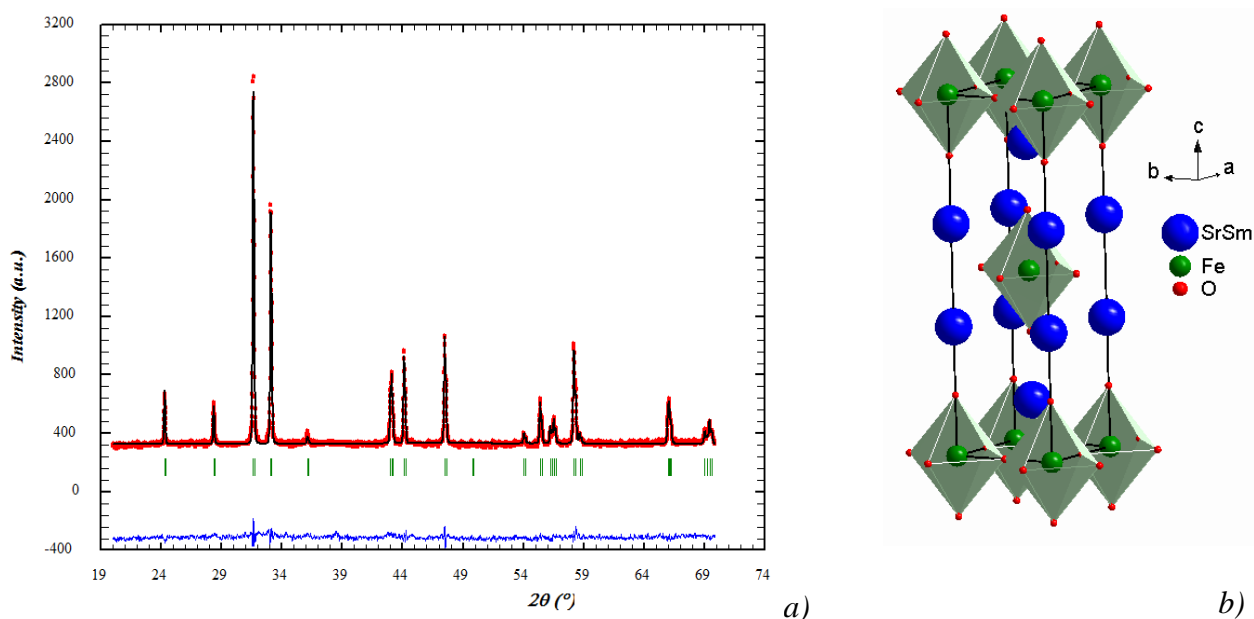 3200
2800
2400
2000
1600
1200
800
400
0
-400
Intensity (a.u.)
19 24 29 34 39 44 49 54 59 64 69 74
2θ (°)
a)
c
b
a
SrSm
Fe
O
b)